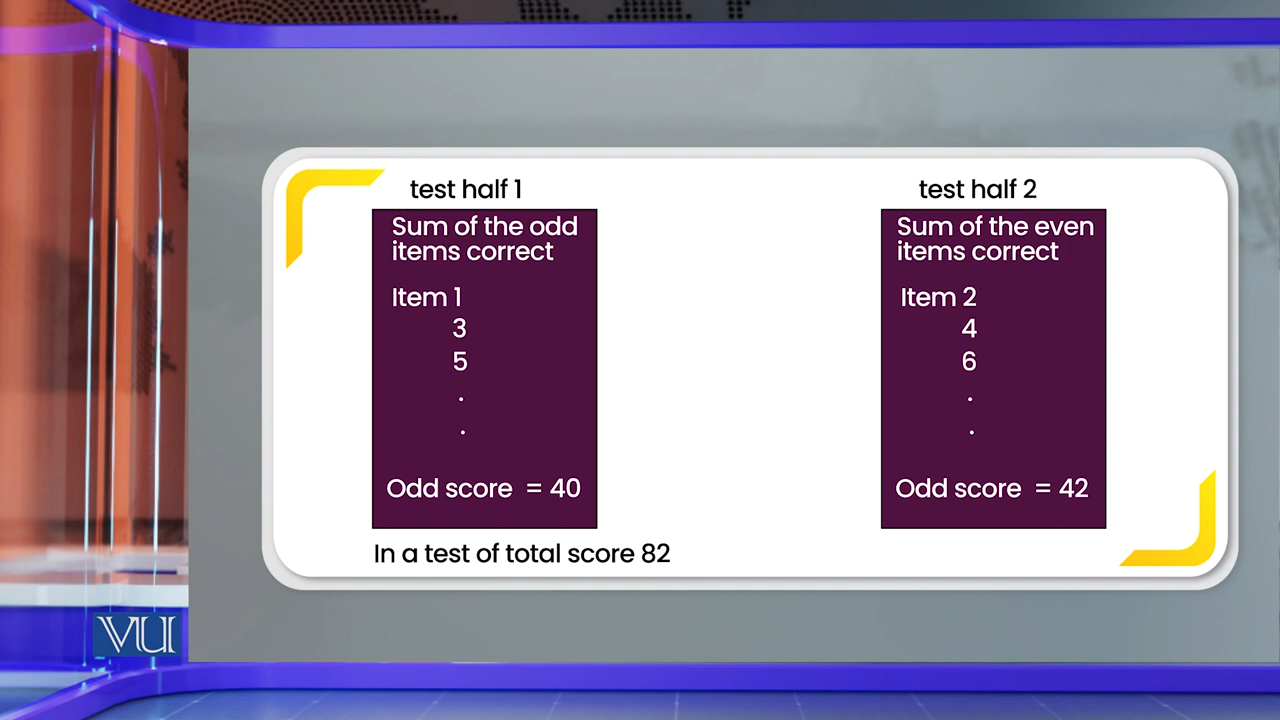 test half 1
Sum of the odd
items correct
Item 1
3
5
.
.
Odd score = 40
test half 2
Sum of the even
items correct
Item 2
4
6
.
.
Odd score = 42
In a test of total score 82
VU